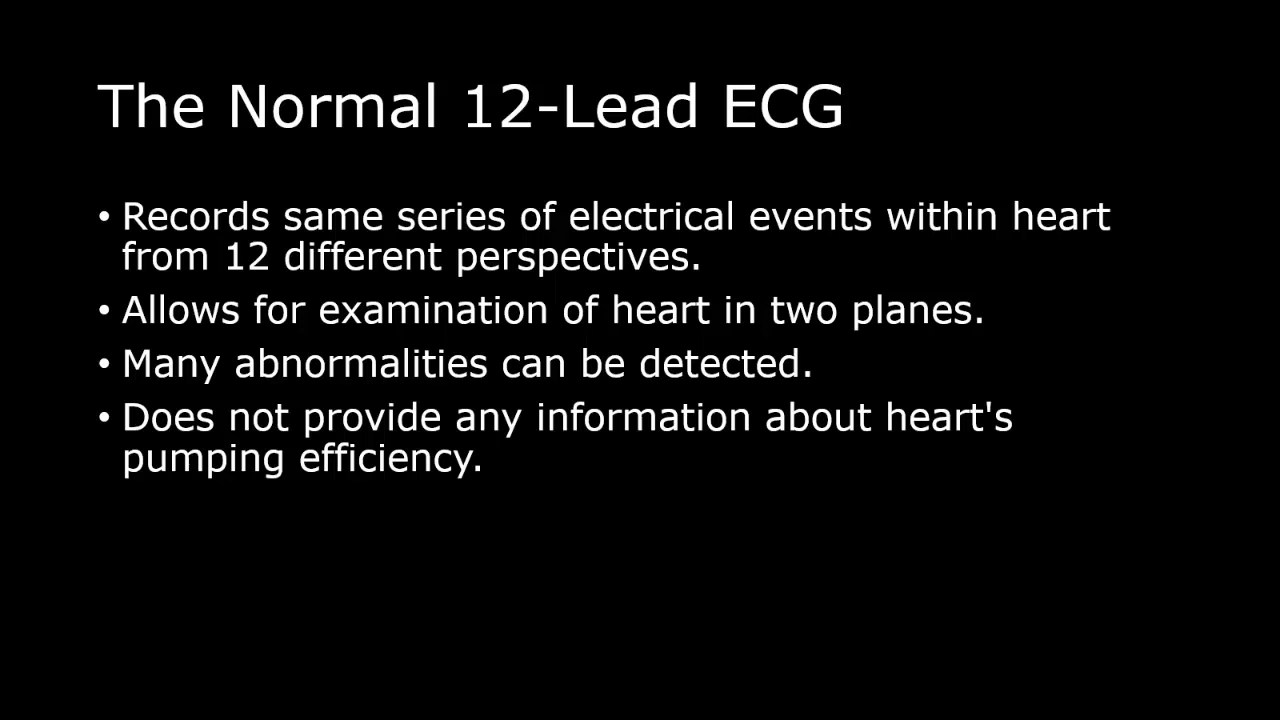 The Normal 12-Lead ECG
• Records same series of electrical events within heart
from 12 different perspectives.
• Allows for examination of heart in two planes.
• Many abnormalities can be detected.
• Does not provide any information about heart's
pumping efficiency.